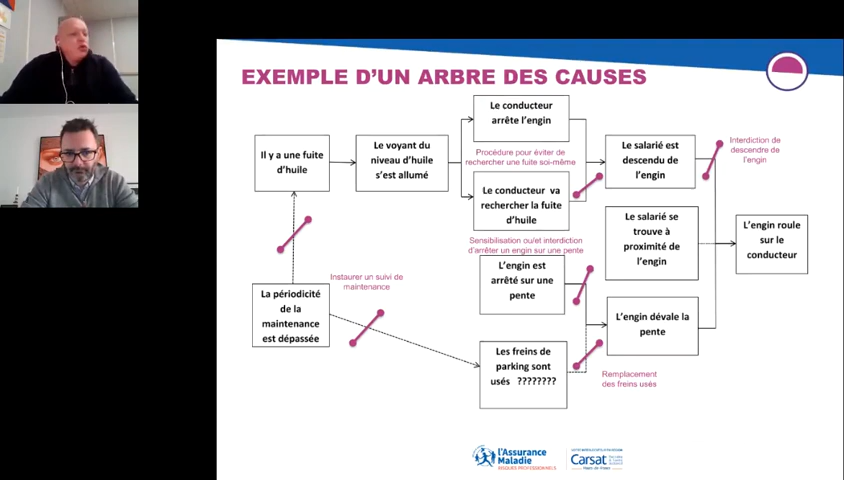 EXEMPLE D'UN ARBRE DES CAUSES
Le conducteur
arrête l'engin
Il y a une fuite
d'huile
Le voyant du
niveau d'huile
s'est allumé
Procédure pour éviter de
rechercher une fuite soi-même
Le salarié est
descendu de
l'engin
Interdiction de
descendre de
l'engin
Le conducteur va
rechercher la fuite
d'huile
Le salarié se
trouve à
proximité de
l'engin
L'engin roule
sur le
conducteur
Sensibilisation ou/et interdiction
d'arrêter un engin sur une pente
L'engin est
arrêté sur une
pente
Instaurer un suivi de
maintenance
La périodicité
de la
maintenance
est dépassée
L'engin dévale la
pente
Les freins de
parking sont
usés ????????
Remplacement
des freins usés
l'Assurance
Maladie
RISQUES PROFESSIONNELS
Carsat